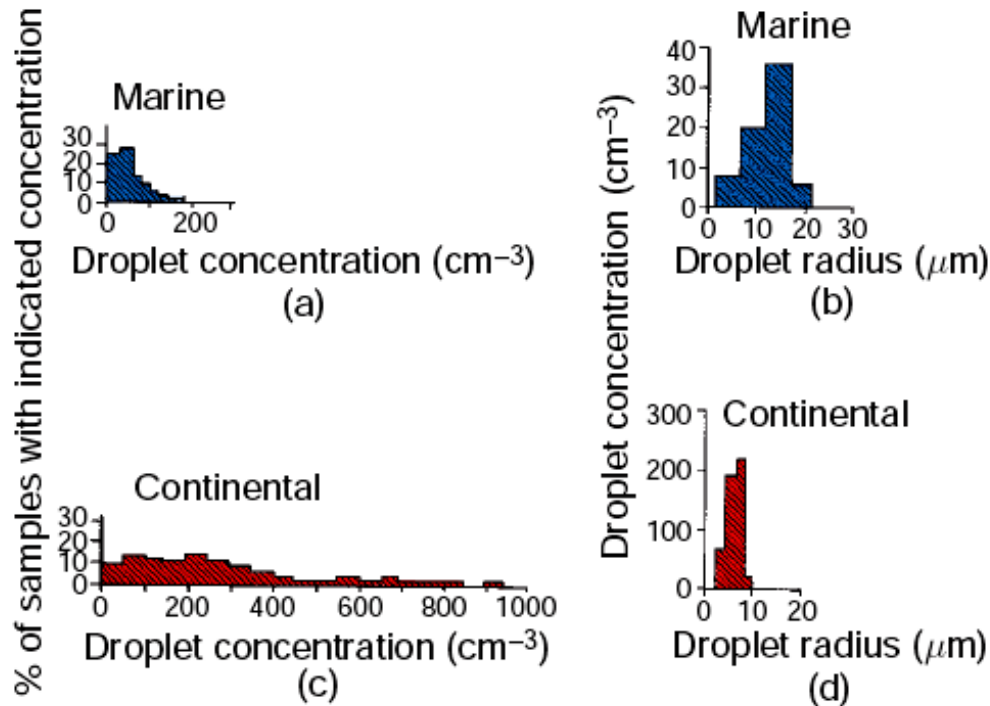 % of samples with indicated concentration
Marine
30
20
10
0
0 200
Droplet concentration (cm⁻³)
(a)
Droplet concentration (cm⁻³)
Marine
40
30
20
10
0
0 10 20 30
Droplet radius (μm)
(b)
Continental
30
20
10
0
0 200 400 600 800 1000
Droplet concentration (cm⁻³)
(c)
Continental
300
200
100
0
0 10 20
Droplet radius (μm)
(d)